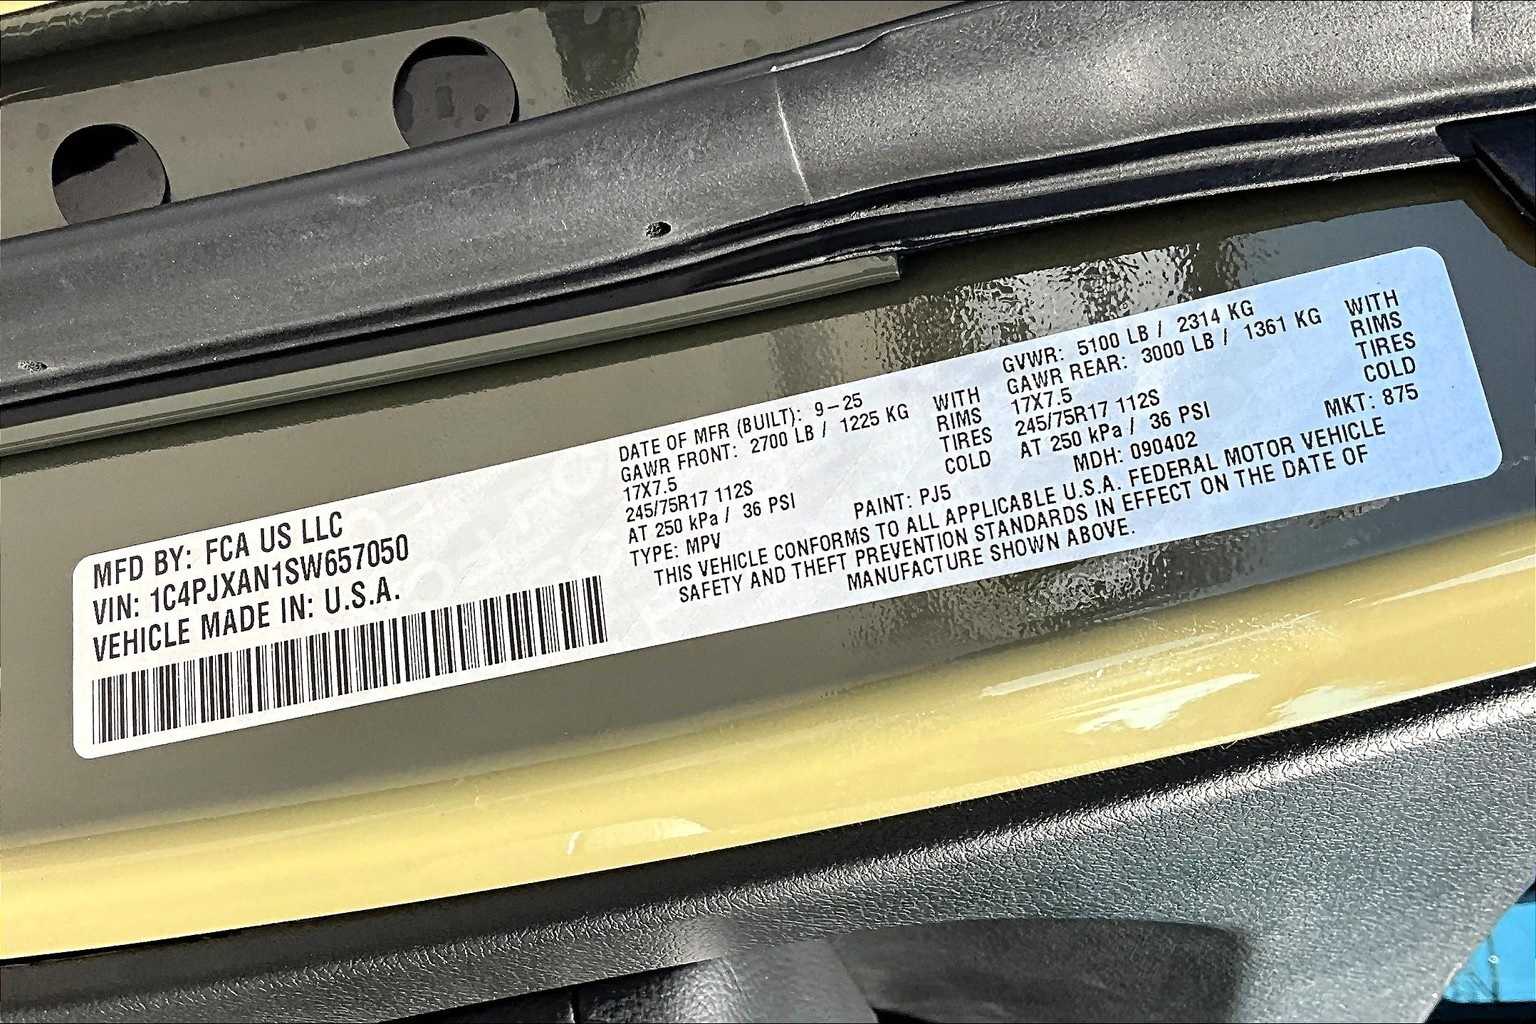 MFD BY: FCA US LLC
VIN: 1C4PJXAN1SW657050
VEHICLE MADE IN: U.S.A.
DATE OF MFR (BUILT): 9-25
GVWR: 5100 LB / 2314 KG
GAWR FRONT: 2700 LB / 1225 KG WITH
GAWR REAR: 3000 LB / 1361 KG WITH
17X7.5 RIMS
17X7.5 RIMS
245/75R17 112S TIRES
245/75R17 112S TIRES
AT 250 kPa / 36 PSI COLD
AT 250 kPa / 36 PSI COLD
TYPE: MPV PAINT: PJ5 MDH: 090402 MKT: 875
THIS VEHICLE CONFORMS TO ALL APPLICABLE U.S.A. FEDERAL MOTOR VEHICLE
SAFETY AND THEFT PREVENTION STANDARDS IN EFFECT ON THE DATE OF
MANUFACTURE SHOWN ABOVE.